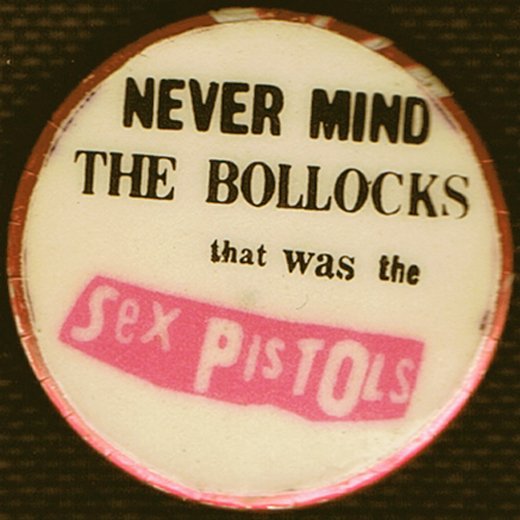 NEVER MIND
THE BOLLOCKS
that was the
Sex PISTOLS